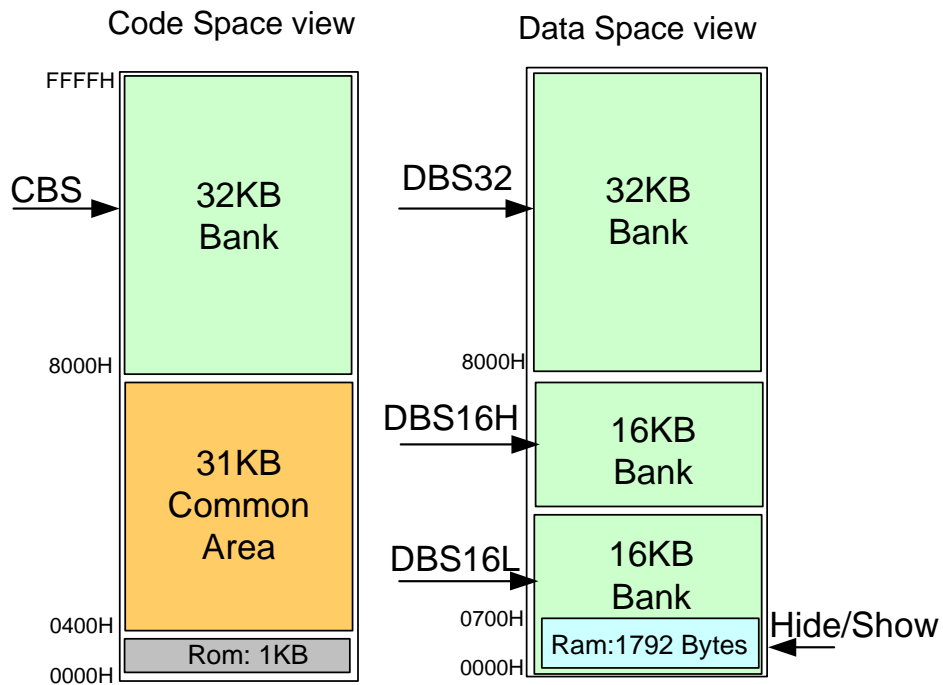 Code Space view
FFFFH
CBS
32KB
Bank
8000H
31KB
Common
Area
0400H
Rom: 1KB
0000H
Data Space view
DBS32
32KB
Bank
8000H
DBS16H
16KB
Bank
DBS16L
16KB
Bank
0700H
Ram:1792 Bytes
Hide/Show
0000H